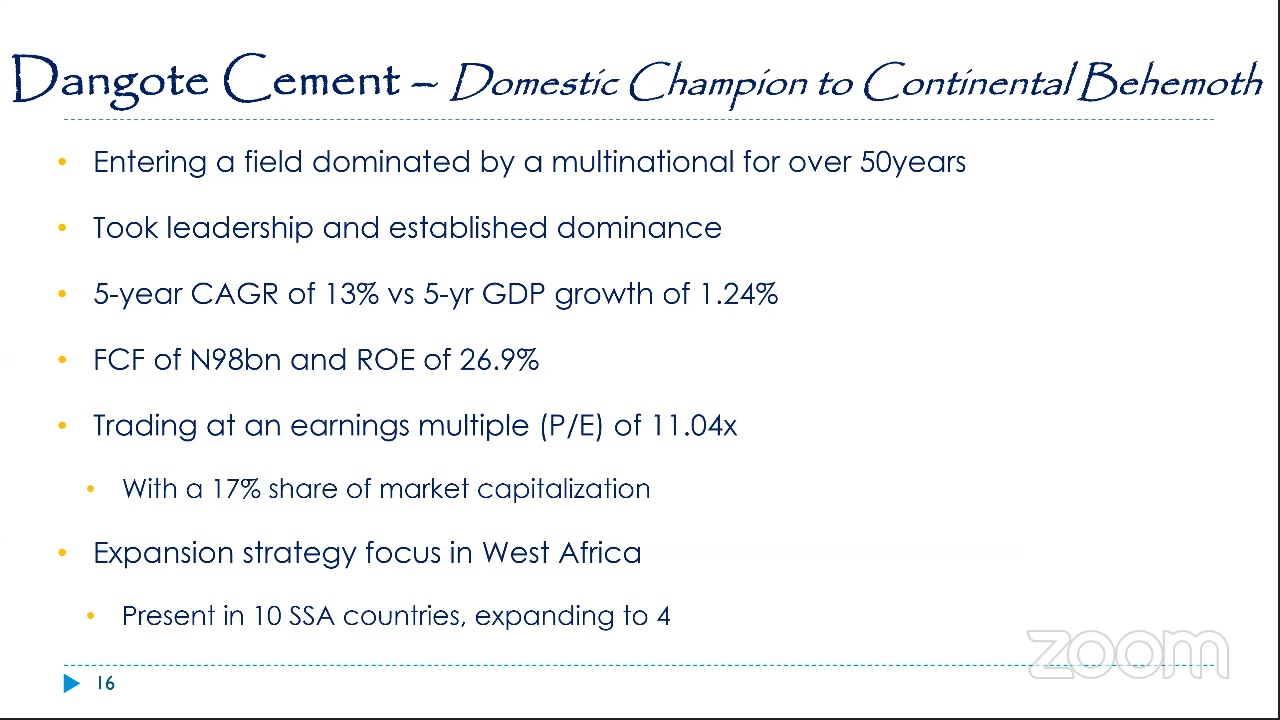 Dangote Cement – Domestic Champion to Continental Behemoth
• Entering a field dominated by a multinational for over 50years
• Took leadership and established dominance
• 5-year CAGR of 13% vs 5-yr GDP growth of 1.24%
• FCF of N98bn and ROE of 26.9%
• Trading at an earnings multiple (P/E) of 11.04x
• With a 17% share of market capitalization
• Expansion strategy focus in West Africa
• Present in 10 SSA countries, expanding to 4
zoom
16